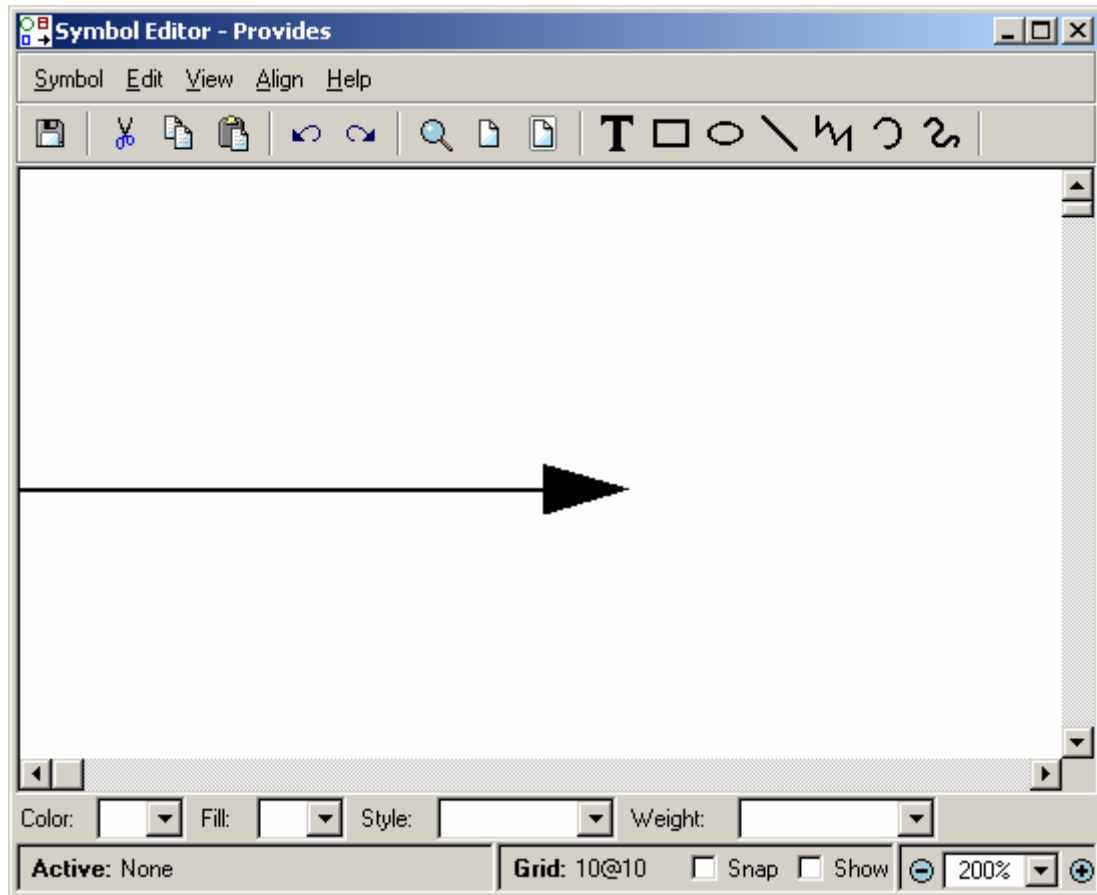 Symbol Editor - Provides
Symbol Edit View Align Help
T
Color: Fill: Style: Weight:
Active: None Grid: 10@10 Snap Show 200%